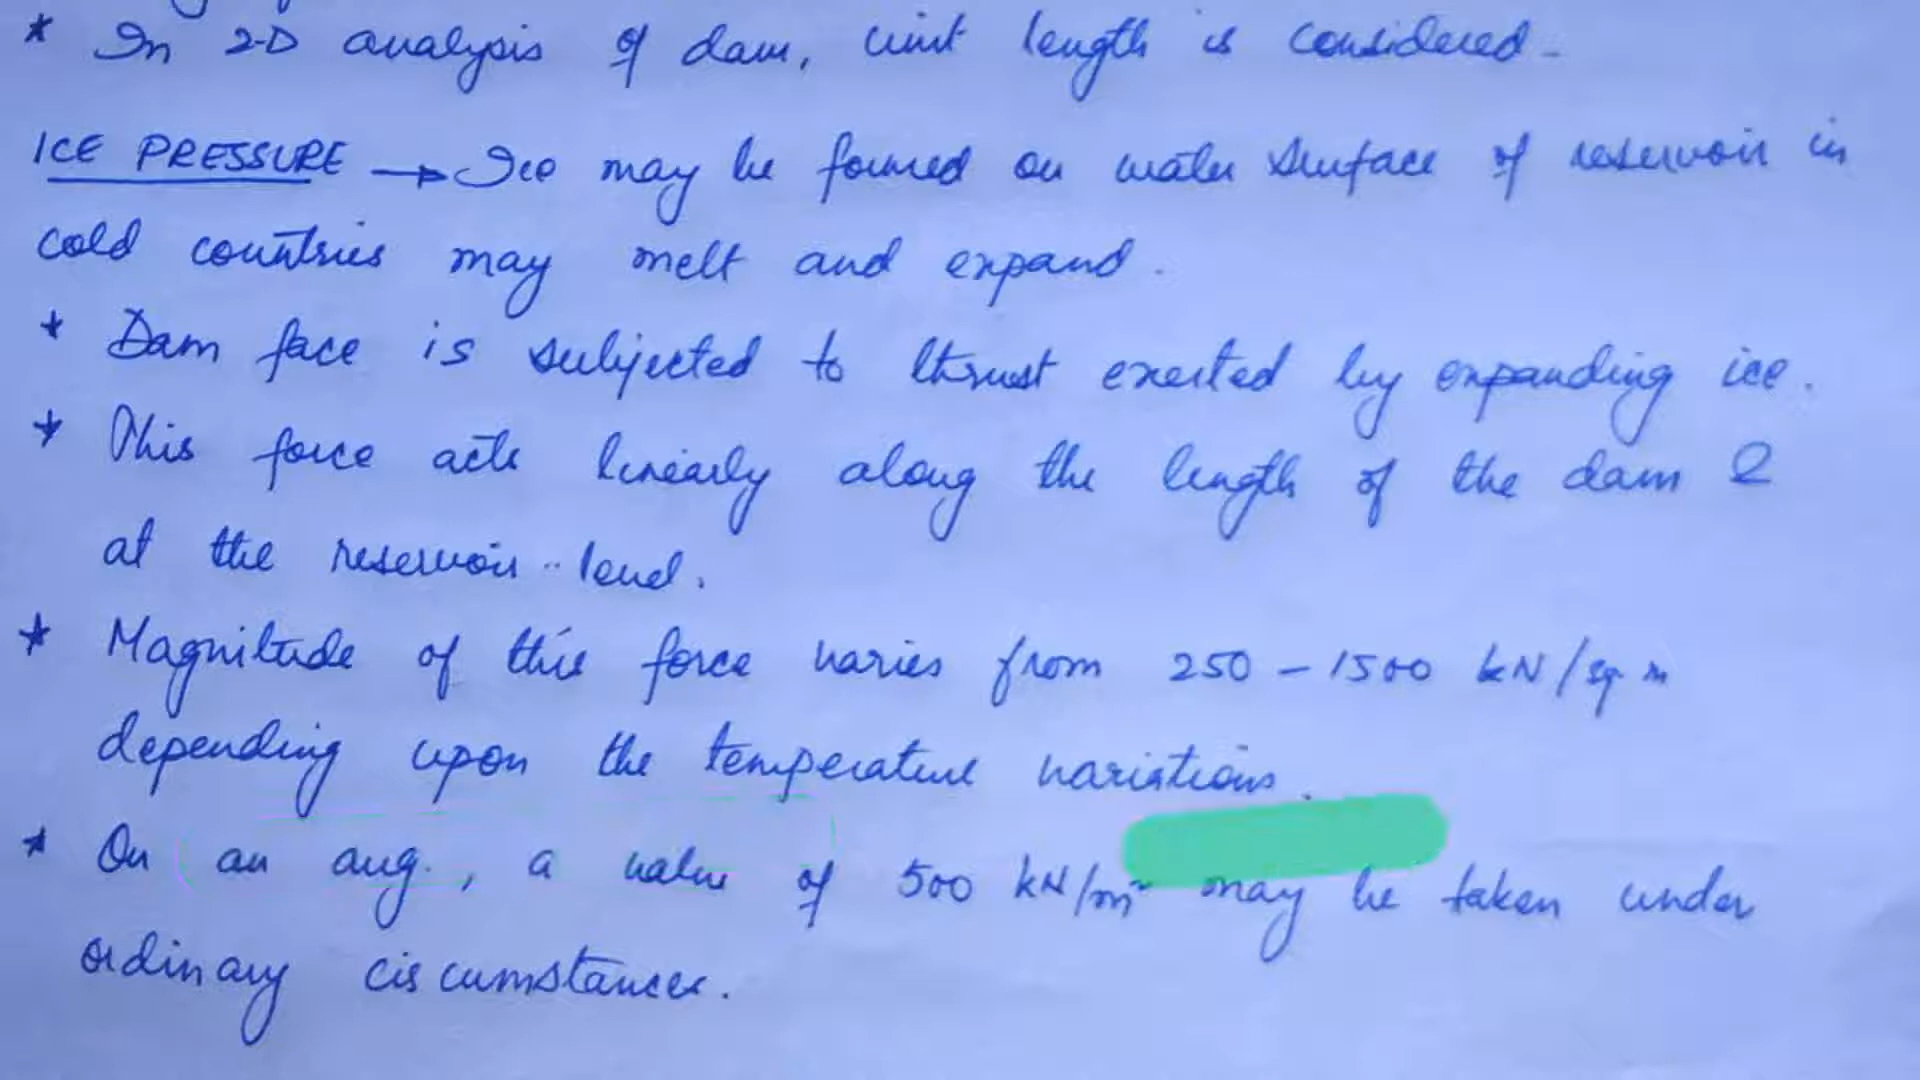 * In 2-D analysis of dam, unit length is considered.
ICE PRESSURE → Ice may be formed on water surface of reservoir in
cold countries may melt and expand.
* Dam face is subjected to thrust exerted by expanding ice.
* This force acts linearly along the length of the dam &
at the reservoir level.
* Magnitude of this force varies from 250 - 1500 kN/sq m
depending upon the temperature variations.
* On an avg., a value of 500 kN/m² may be taken under
ordinary circumstances.